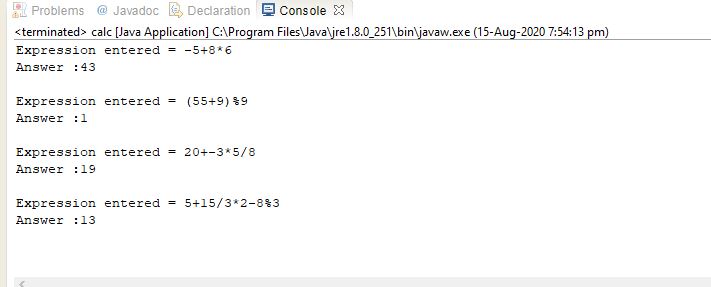 Problems @ Javadoc Declaration Console
<terminated> calc [Java Application] C:\Program Files\Java\jre1.8.0_251\bin\javaw.exe (15-Aug-2020 7:54:13 pm)
Expression entered = -5+8*6
Answer :43
Expression entered = (55+9)%9
Answer :1
Expression entered = 20+-3*5/8
Answer :19
Expression entered = 5+15/3*2-8%3
Answer :13